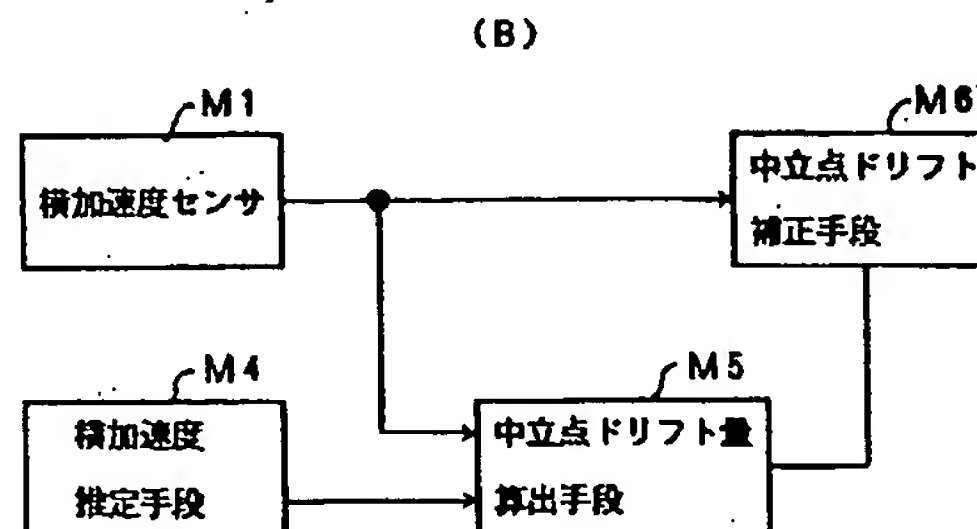 (B)
M1
横加速度センサ
M6
中立点ドリフト
補正手段
M4
横加速度
推定手段
M5
中立点ドリフト量
算出手段